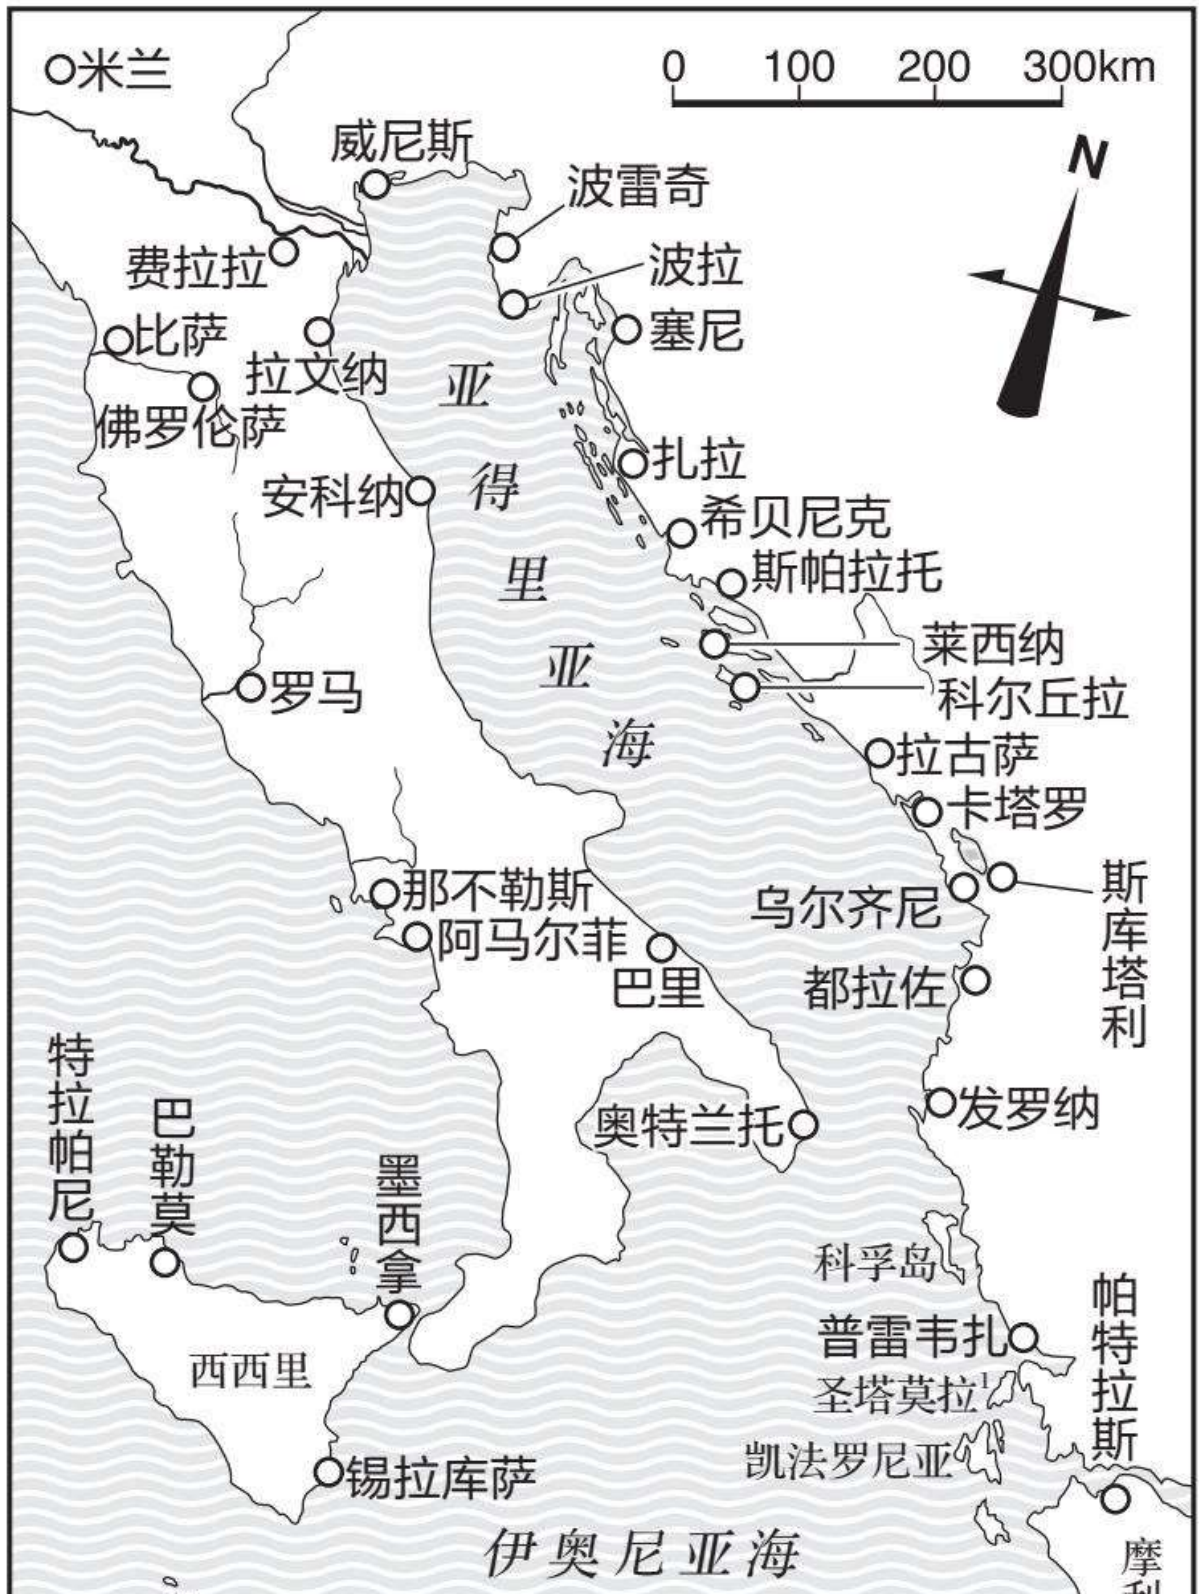 米兰
0 100 200 300km
N
威尼斯
波雷奇
费拉拉
波拉
比萨
塞尼
拉文纳
佛罗伦萨
亚得里亚海
扎拉
安科纳
希贝尼克
斯帕拉托
莱西纳
罗马
科尔丘拉
拉古萨
卡塔罗
那不勒斯
乌尔齐尼
斯库塔利
阿马尔菲
巴里
都拉佐
特拉帕尼
巴勒莫
发罗纳
奥特兰托
墨西拿
科孚岛
普雷韦扎
帕特拉斯
西西里
圣塔莫拉1
凯法罗尼亚
锡拉库萨
伊奥尼亚海
摩